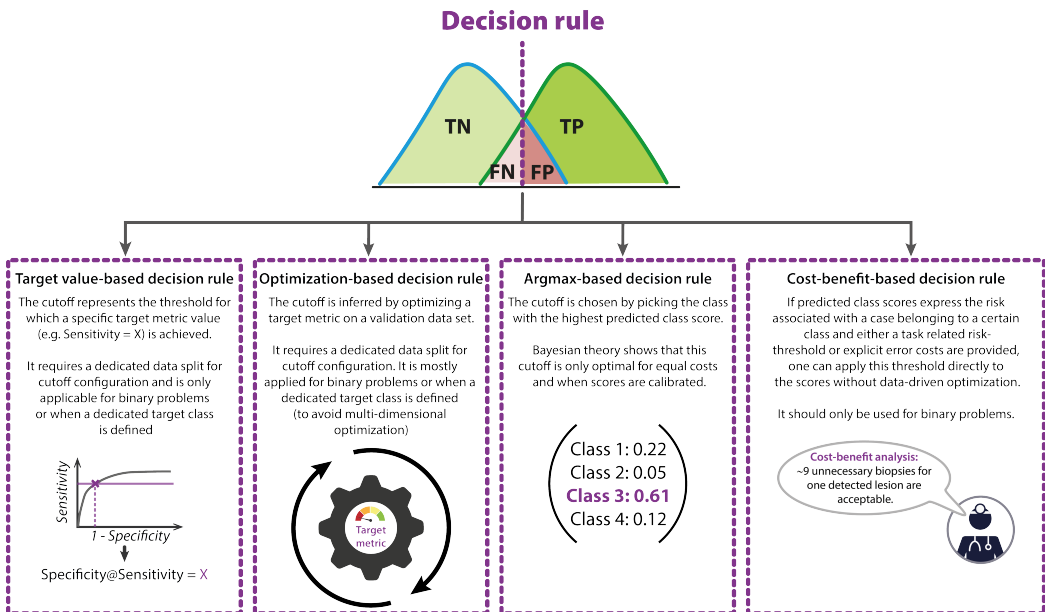 Decision rule
TN
TP
FN
FP
Target value-based decision rule
The cutoff represents the threshold for
which a specific target metric value
(e.g. Sensitivity = X) is achieved.
It requires a dedicated data split for
cutoff configuration and is only
applicable for binary problems
or when a dedicated target class
is defined
Sensitivity
1 - Specificity
Specificity@Sensitivity = X
Optimization-based decision rule
The cutoff is inferred by optimizing a
target metric on a validation data set.
It requires a dedicated data split for
cutoff configuration. It is mostly
applied for binary problems or when a
dedicated target class is defined
(to avoid multi-dimensional
optimization)
Target
metric
Argmax-based decision rule
The cutoff is chosen by picking the class
with the highest predicted class score.
Bayesian theory shows that this
cutoff is only optimal for equal costs
and when scores are calibrated.
Class 1: 0.22
Class 2: 0.05
Class 3: 0.61
Class 4: 0.12
Cost-benefit-based decision rule
If predicted class scores express the risk
associated with a case belonging to a certain
class and either a task related risk-
threshold or explicit error costs are provided,
one can apply this threshold directly to
the scores without data-driven optimization.
It should only be used for binary problems.
Cost-benefit analysis:
~9 unnecessary biopsies for
one detected lesion are
acceptable.